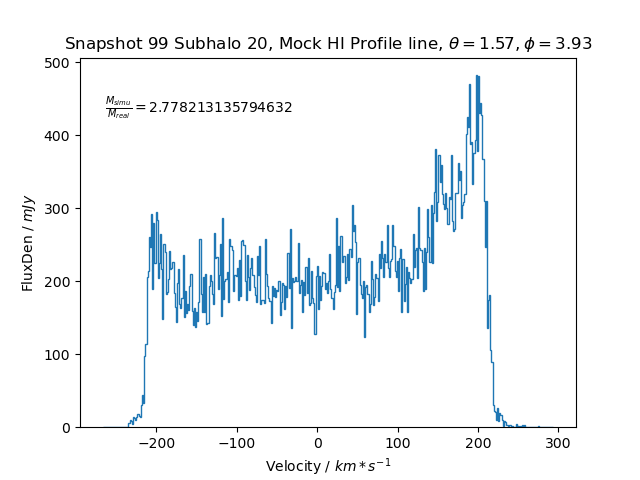 Snapshot 99 Subhalo 20, Mock HI Profile line, θ = 1.57, ϕ = 3.93
M_simu / M_real = 2.778213135794632
FluxDen / mJy
500
400
300
200
100
0
−200 −100 0 100 200 300
Velocity / km * s⁻¹